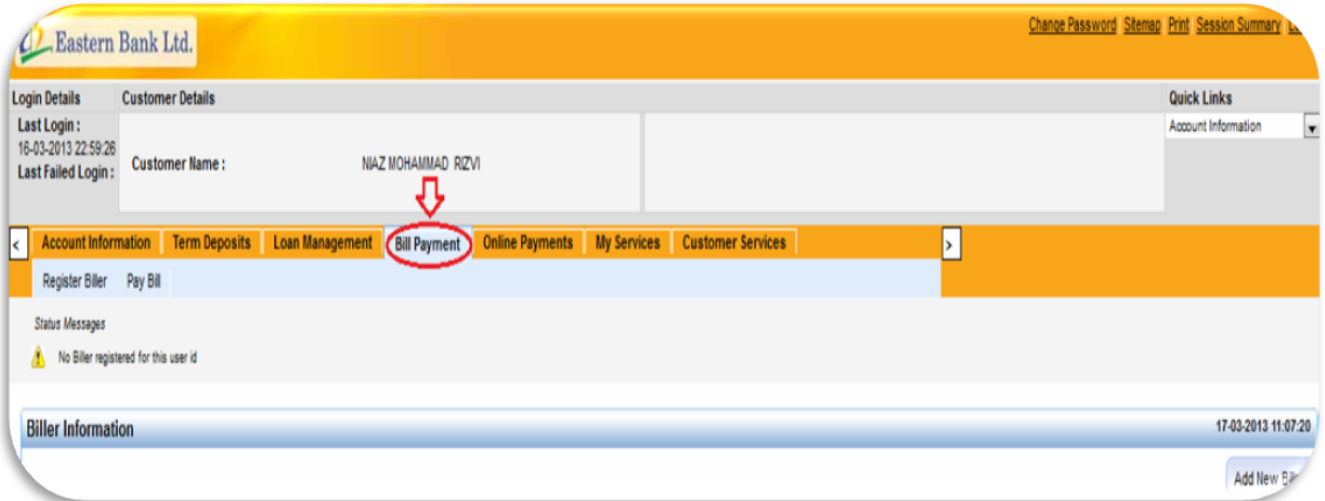 Eastern Bank Ltd.
Change Password Sitemap Print Session Summary
Login Details Customer Details Quick Links
Last Login :
16-03-2013 22:59:26
Last Failed Login :
Customer Name : NIAZ MOHAMMAD RIZVI
Account Information
< Account Information Term Deposits Loan Management Bill Payment Online Payments My Services Customer Services >
Register Biller Pay Bill
Status Messages
No Biller registered for this user id
Biller Information 17-03-2013 11:07:20
Add New